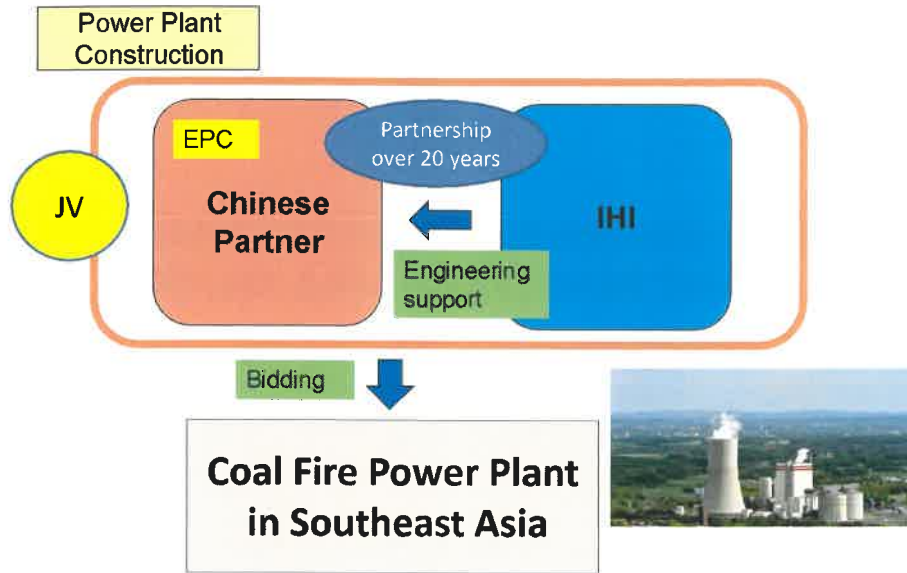 Power Plant
Construction
EPC
Partnership
over 20 years
JV
Chinese
Partner
IHI
Engineering
support
Bidding
Coal Fire Power Plant
in Southeast Asia